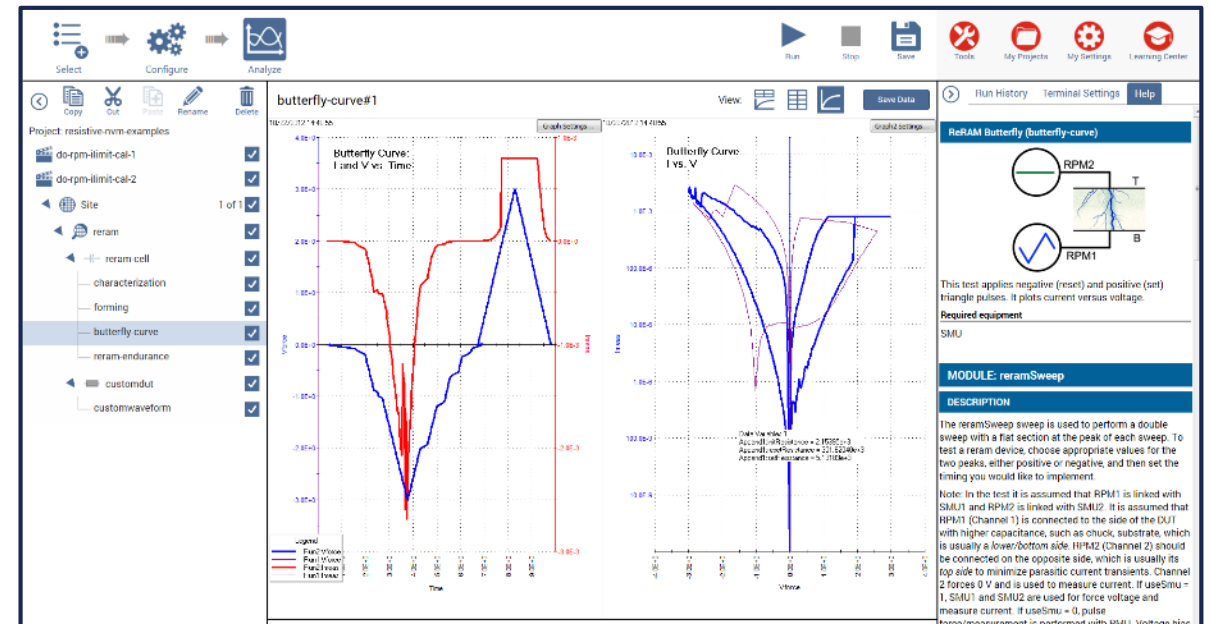 Select
Configure
Analyze
Run
Stop
Save
Tools
My Projects
My Settings
Learning Center
Copy
Cut
Paste
Rename
Delete
Project: resistive-nvm-examples
do-rpm-ilimit-cal-1
do-rpm-ilimit-cal-2
Site 1 of 1
reram
reram-cell
characterization
forming
butterfly curve
reram-endurance
customdut
customwaveform
butterfly-curve#1
View:
Save Data
Graph Settings...
Butterfly Curve:
I and V vs. Time
Time
Legend
Graph2 Settings...
Butterfly Curve
I vs. V
Vforce
Run History
Terminal Settings
Help
ReRAM Butterfly (butterfly-curve)
RPM2
T
B
RPM1
This test applies negative (reset) and positive (set)
triangle pulses. It plots current versus voltage.
Required equipment
SMU
MODULE: reramSweep
DESCRIPTION
The reramSweep sweep is used to perform a double
sweep with a flat section at the peak of each sweep. To
test a reram device, choose appropriate values for the
two peaks, either positive or negative, and then set the
timing you would like to implement.
Note: In the test it is assumed that RPM1 is linked with
SMU1 and RPM2 is linked with SMU2. It is assumed that
RPM1 (Channel 1) is connected to the side of the DUT
with higher capacitance, such as chuck, substrate, which
is usually a lower/bottom side. RPM2 (Channel 2) should
be connected on the opposite side, which is usually its
top side to minimize parasitic current transients. Channel
2 forces 0 V and is used to measure current. If useSmu =
1, SMU1 and SMU2 are used for force voltage and
measure current. If useSmu = 0, pulse
force/measurement is performed with PMU. Voltage bias